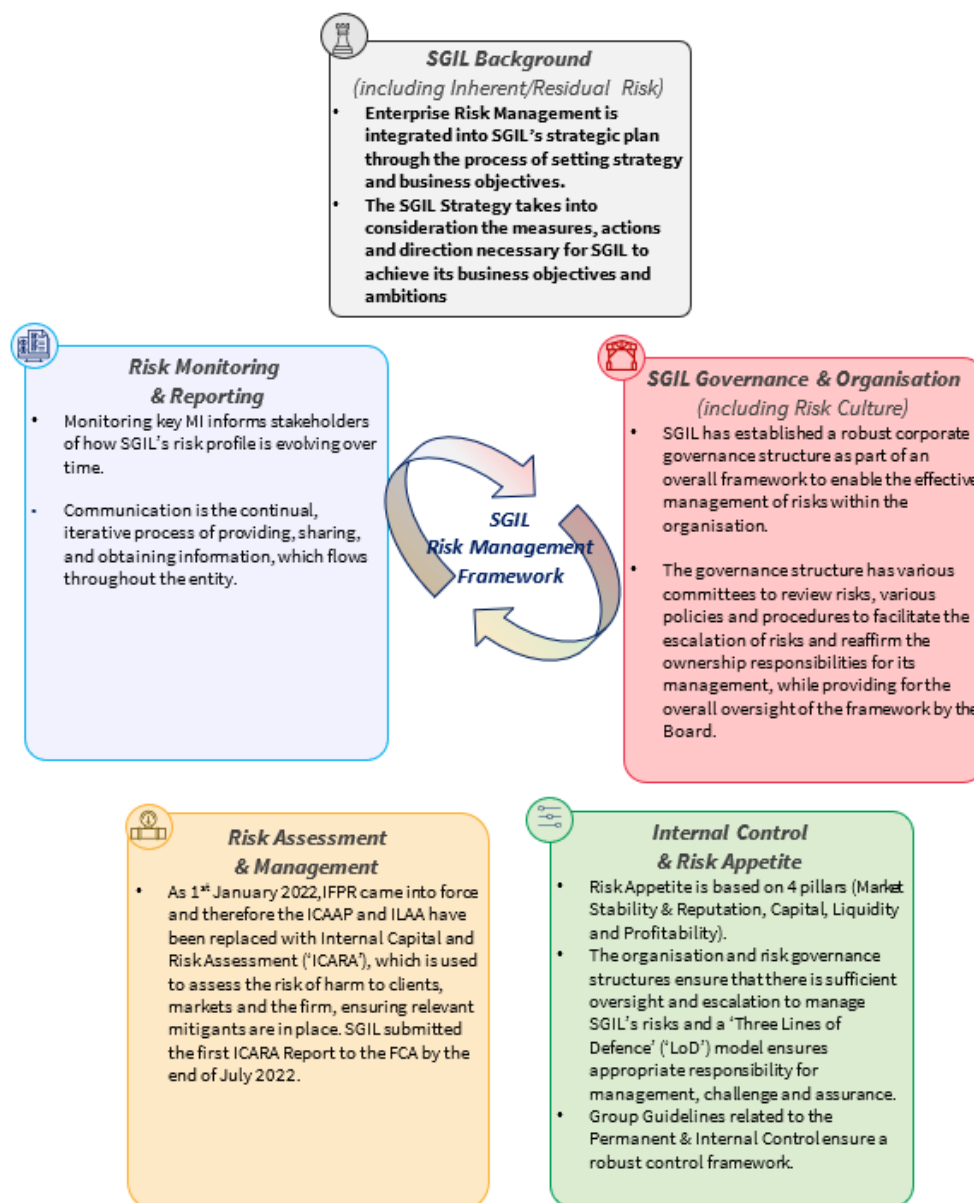 SGIL Background
(including Inherent/Residual Risk)
• Enterprise Risk Management is
integrated into SGIL's strategic plan
through the process of setting strategy
and business objectives.
• The SGIL Strategy takes into
consideration the measures, actions
and direction necessary for SGIL to
achieve its business objectives and
ambitions
Risk Monitoring
& Reporting
• Monitoring key MI informs stakeholders
of how SGIL's risk profile is evolving over
time.
- Communication is the continual,
iterative process of providing, sharing,
and obtaining information, which flows
throughout the entity.
SGIL
Risk Management
Framework
SGIL Governance & Organisation
(including Risk Culture)
• SGIL has established a robust corporate
governance structure as part of an
overall framework to enable the effective
management of risks within the
organisation.
• The governance structure has various
committees to review risks, various
policies and procedures to facilitate the
escalation of risks and reaffirm the
ownership responsibilities for its
management, while providing for the
overall oversight of the framework by the
Board.
Risk Assessment
& Management
• As 1st January 2022, IFPR came into force
and therefore the ICAAP and ILAA have
been replaced with Internal Capital and
Risk Assessment ('ICARA'), which is used
to assess the risk of harm to clients,
markets and the firm, ensuring relevant
mitigants are in place. SGIL submitted
the first ICARA Report to the FCA by the
end of July 2022.
Internal Control
& Risk Appetite
• Risk Appetite is based on 4 pillars (Market
Stability & Reputation, Capital, Liquidity
and Profitability).
• The organisation and risk governance
structures ensure that there is sufficient
oversight and escalation to manage
SGIL's risks and a 'Three Lines of
Defence' ('LoD') model ensures
appropriate responsibility for
management, challenge and assurance.
• Group Guidelines related to the
Permanent & Internal Control ensure a
robust control framework.